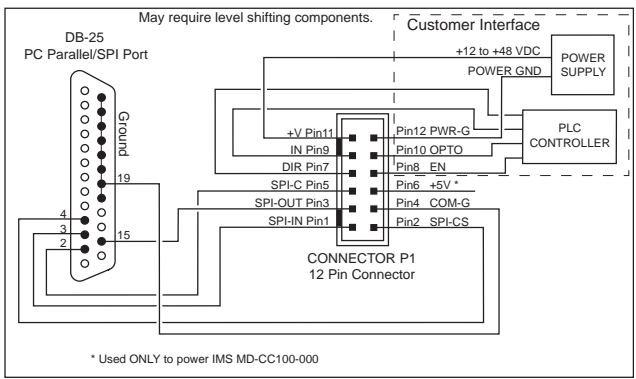 May require level shifting components.
DB-25
PC Parallel/SPI Port
Customer Interface
+12 to +48 VDC
POWER GND
POWER
SUPPLY
PLC
CONTROLLER
Ground
19
15
4
3
2
+V Pin11
Pin12 PWR-G
IN Pin9
Pin10 OPTO
DIR Pin7
Pin8 EN
SPI-C Pin5
Pin6 +5V *
SPI-OUT Pin3
Pin4 COM-G
SPI-IN Pin1
Pin2 SPI-CS
CONNECTOR P1
12 Pin Connector
* Used ONLY to power IMS MD-CC100-000